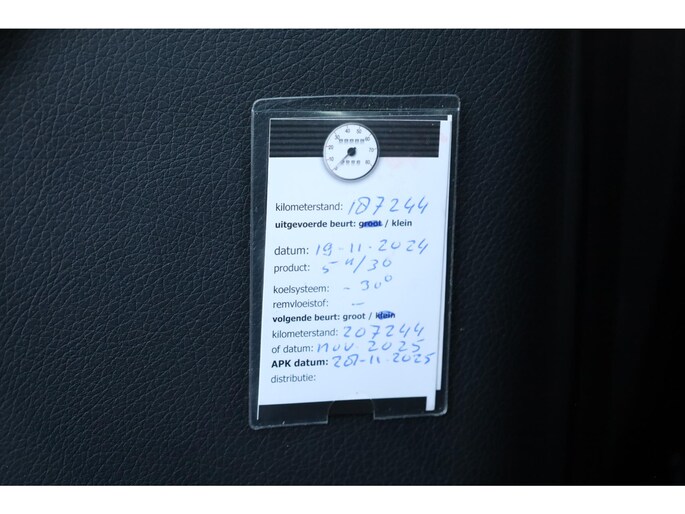 kilometerstand: 187244
uitgevoerde beurt: groot / klein
datum: 19-11-2024
product: 5w/30
koelsysteem: - 30°
remvloeistof: -
volgende beurt: groot / klein
kilometerstand: 207244
of datum: nov. 2025
APK datum: -11-2025
distributie: